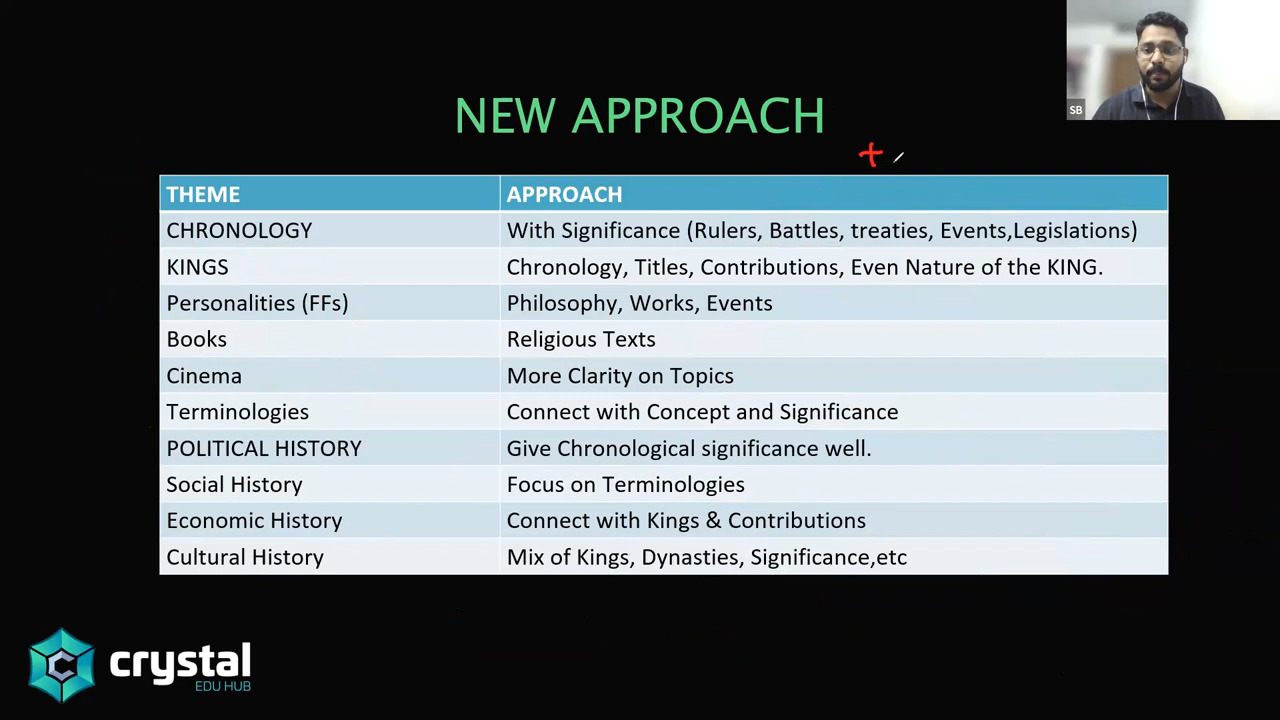 SB
NEW APPROACH
+
THEME APPROACH
CHRONOLOGY With Significance (Rulers, Battles, treaties, Events,Legislations)
KINGS Chronology, Titles, Contributions, Even Nature of the KING.
Personalities (FFs) Philosophy, Works, Events
Books Religious Texts
Cinema More Clarity on Topics
Terminologies Connect with Concept and Significance
POLITICAL HISTORY Give Chronological significance well.
Social History Focus on Terminologies
Economic History Connect with Kings & Contributions
Cultural History Mix of Kings, Dynasties, Significance,etc
C crystal
EDU HUB